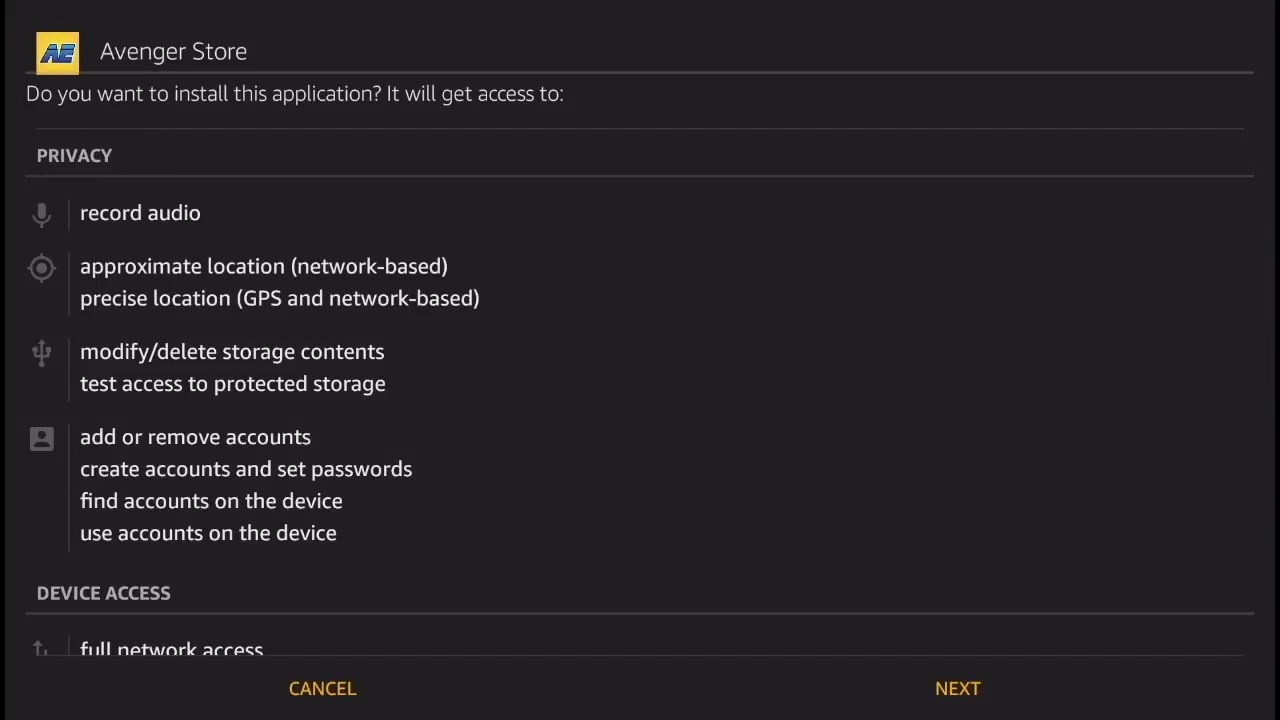 AE Avenger Store
Do you want to install this application? It will get access to:
PRIVACY
record audio
approximate location (network-based)
precise location (GPS and network-based)
modify/delete storage contents
test access to protected storage
add or remove accounts
create accounts and set passwords
find accounts on the device
use accounts on the device
DEVICE ACCESS
full network access
CANCEL NEXT